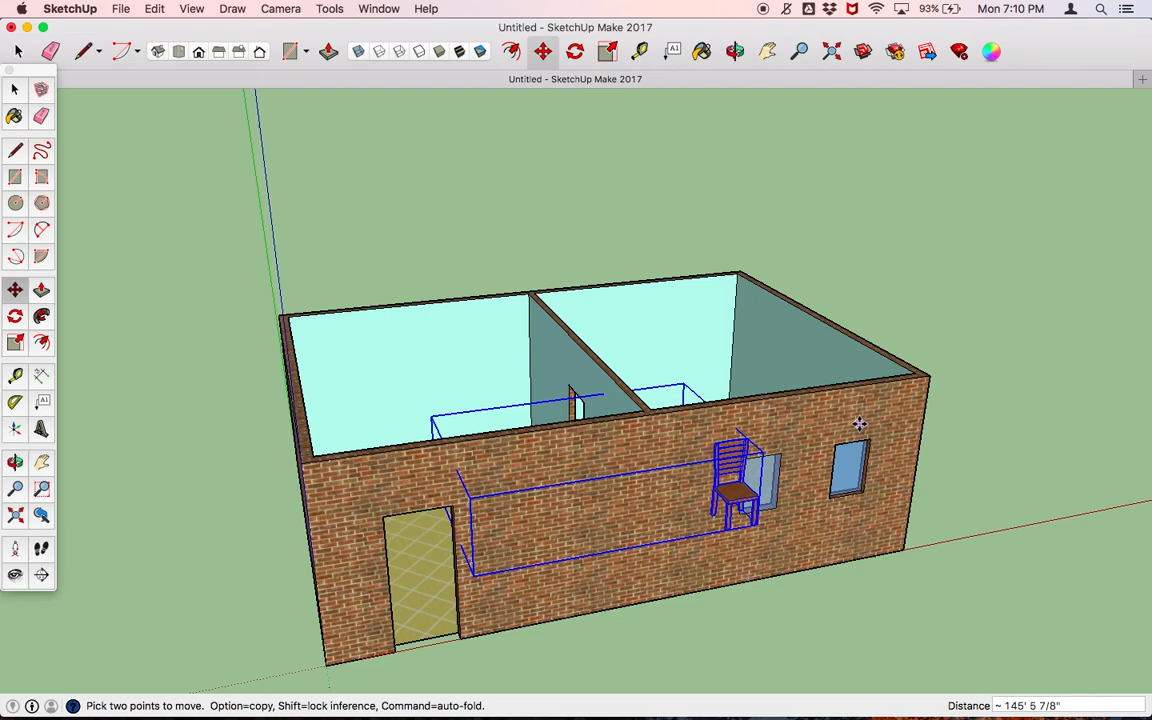 SketchUp File Edit View Draw Camera Tools Window Help 93% Mon 7:10 PM
Untitled - SketchUp Make 2017
A1
Untitled - SketchUp Make 2017
A1
Pick two points to move. Option=copy, Shift=lock inference, Command=auto-fold. Distance ~ 145' 5 7/8"